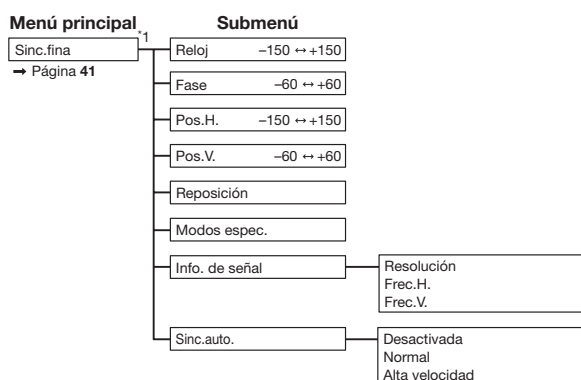 Menú principal Submenú
Sinc.fina *1
➞ Página 41
Reloj –150 ↔ +150
Fase –60 ↔ +60
Pos.H. –150 ↔ +150
Pos.V. –60 ↔ +60
Reposición
Modos espec.
Info. de señal
Resolución
Frec.H.
Frec.V.
Sinc.auto.
Desactivada
Normal
Alta velocidad